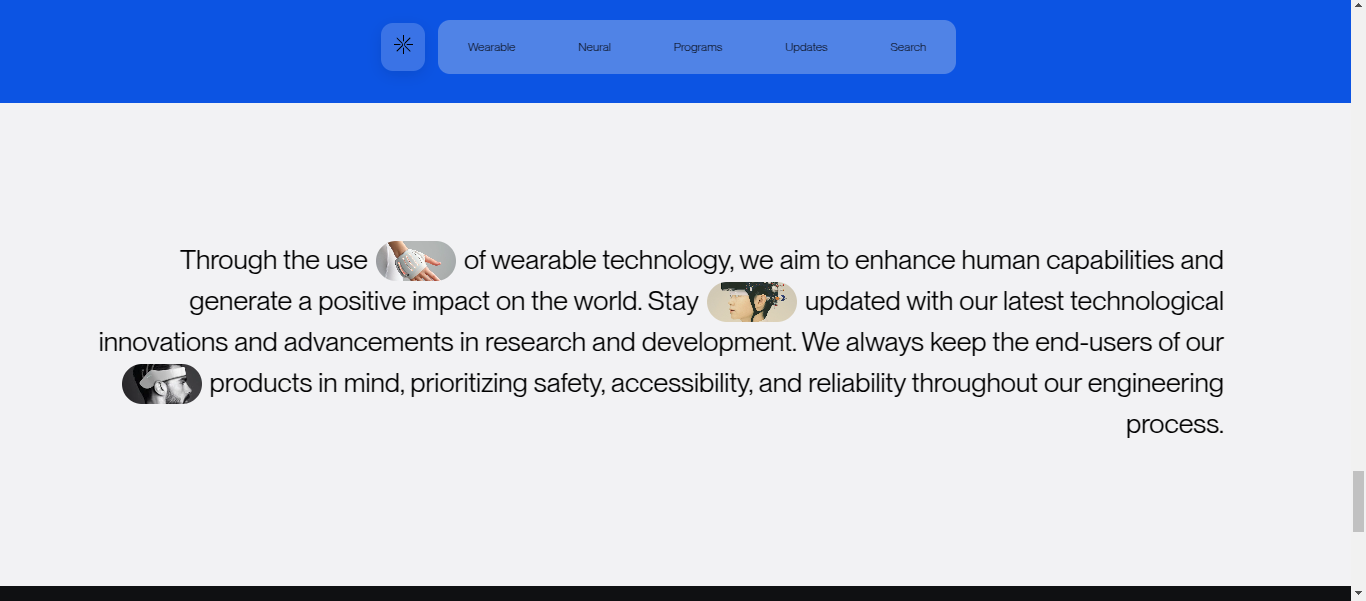 Wearable Neural Programs Updates Search
Through the use of wearable technology, we aim to enhance human capabilities and
generate a positive impact on the world. Stay updated with our latest technological
innovations and advancements in research and development. We always keep the end-users of our
products in mind, prioritizing safety, accessibility, and reliability throughout our engineering
process.